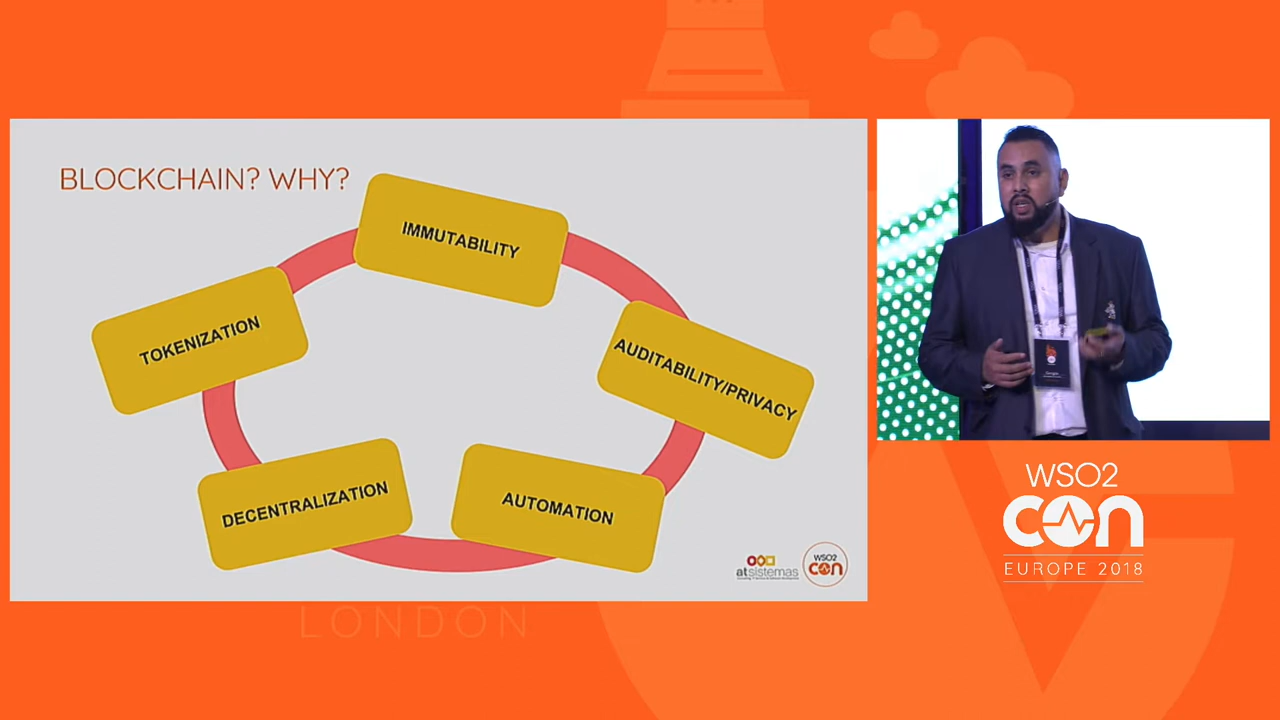 BLOCKCHAIN? WHY?
IMMUTABILITY
TOKENIZATION
AUDITABILITY/PRIVACY
DECENTRALIZATION
AUTOMATION
atsistemas
WSO2
CON
WSO2
CON
EUROPE 2018
LONDON